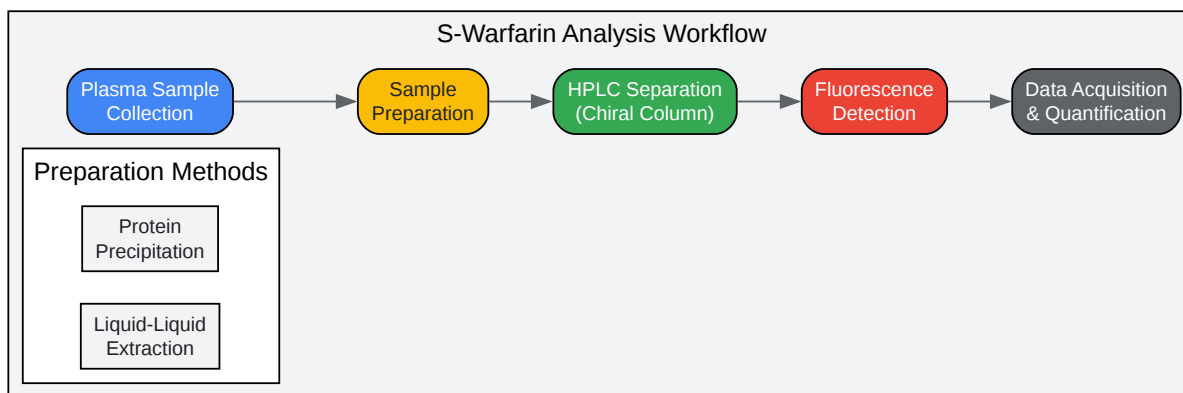 S-Warfarin Analysis Workflow
Plasma Sample
Collection
Sample
Preparation
HPLC Separation
(Chiral Column)
Fluorescence
Detection
Data Acquisition
& Quantification
Preparation Methods
Protein
Precipitation
Liquid-Liquid
Extraction